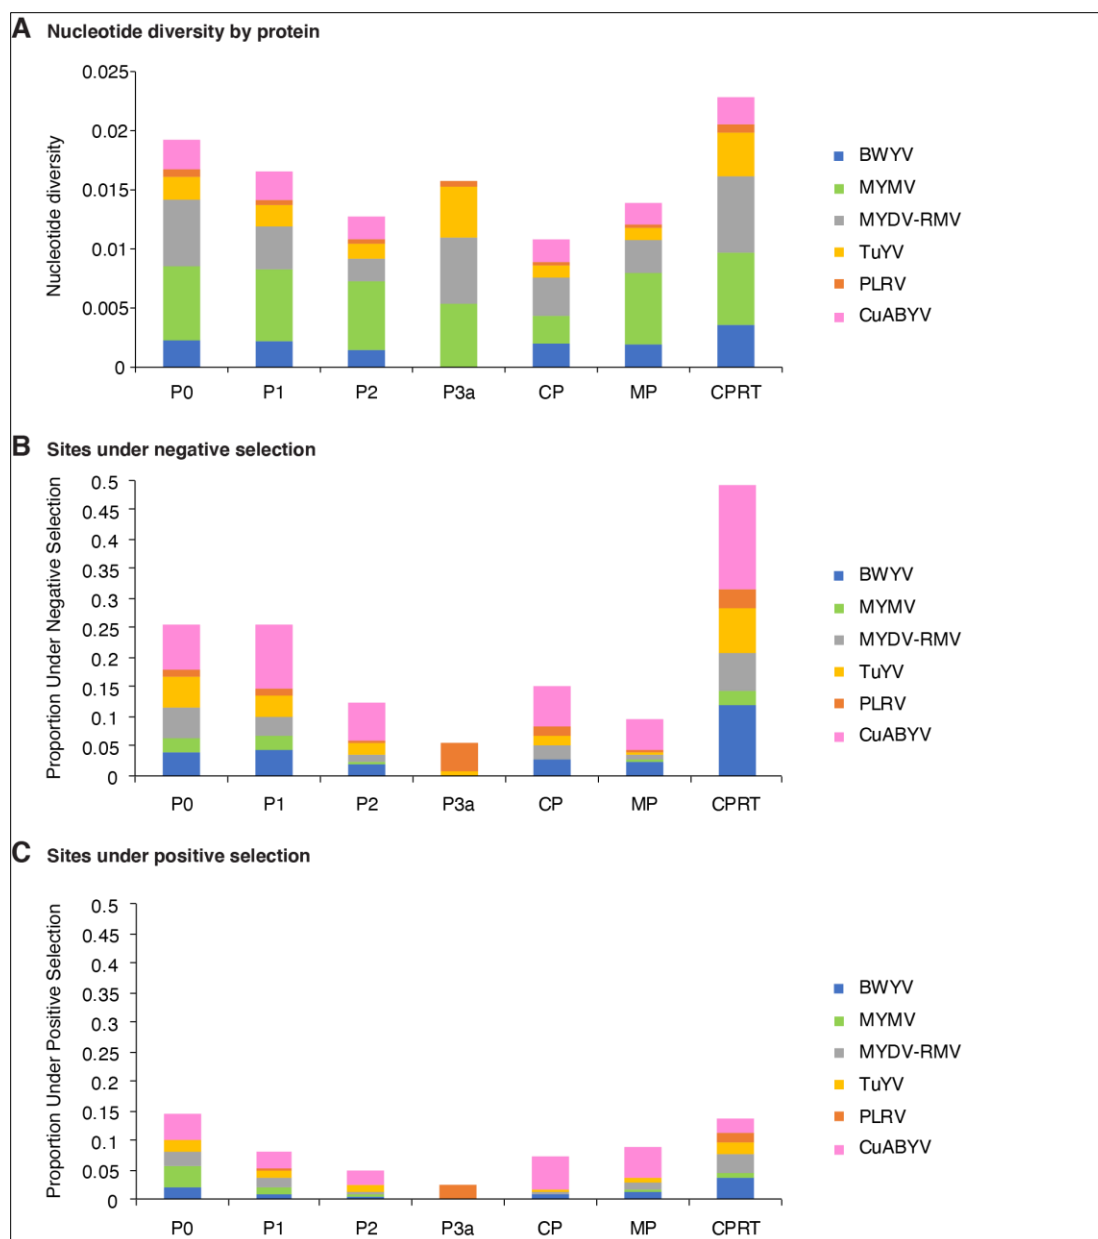 A Nucleotide diversity by protein
Nucleotide diversity
0.025
0.02
0.015
0.01
0.005
0
P0 P1 P2 P3a CP MP CPRT
BWYV
MYMV
MYDV-RMV
TuYV
PLRV
CuABYV
B Sites under negative selection
Proportion Under Negative Selection
0.5
0.45
0.4
0.35
0.3
0.25
0.2
0.15
0.1
0.05
0
P0 P1 P2 P3a CP MP CPRT
BWYV
MYMV
MYDV-RMV
TuYV
PLRV
CuABYV
C Sites under positive selection
Proportion Under Positive Selection
0.5
0.45
0.4
0.35
0.3
0.25
0.2
0.15
0.1
0.05
0
P0 P1 P2 P3a CP MP CPRT
BWYV
MYMV
MYDV-RMV
TuYV
PLRV
CuABYV